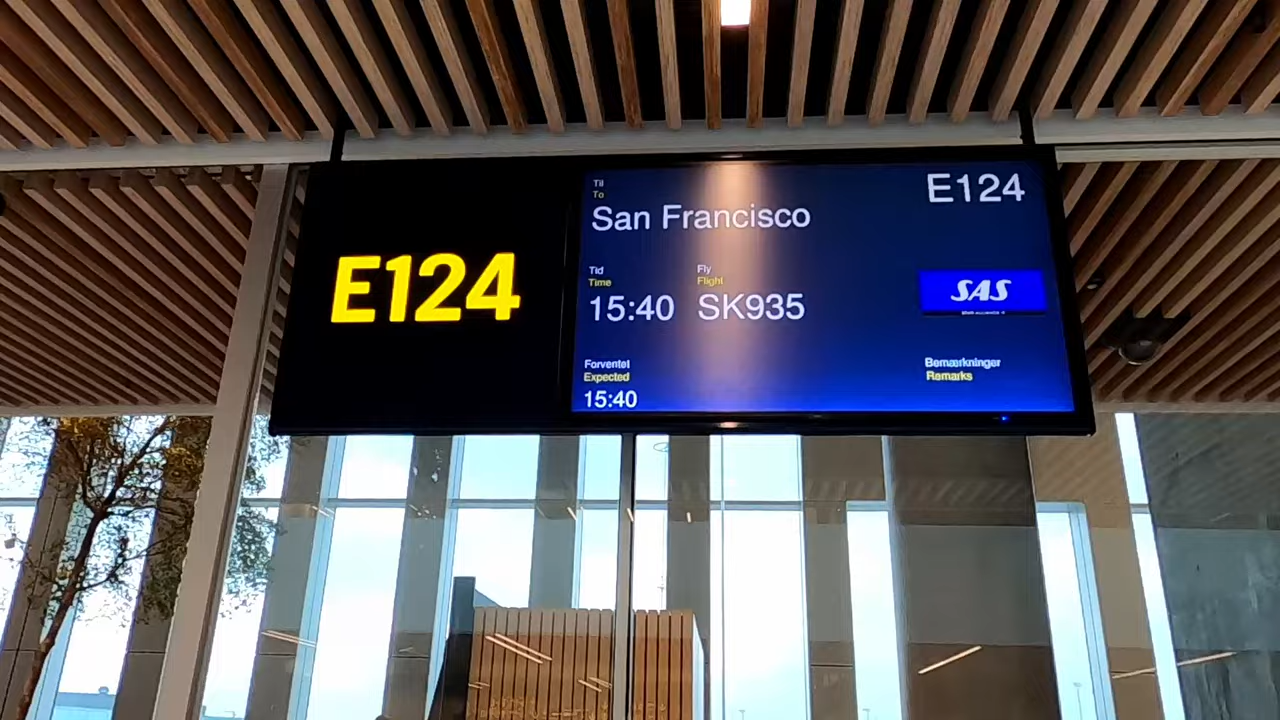 E124
Til
To
San Francisco
E124
Tid
Time
15:40
Fly
Flight
SK935
SAS
Forventet
Expected
15:40
Bemærkninger
Remarks